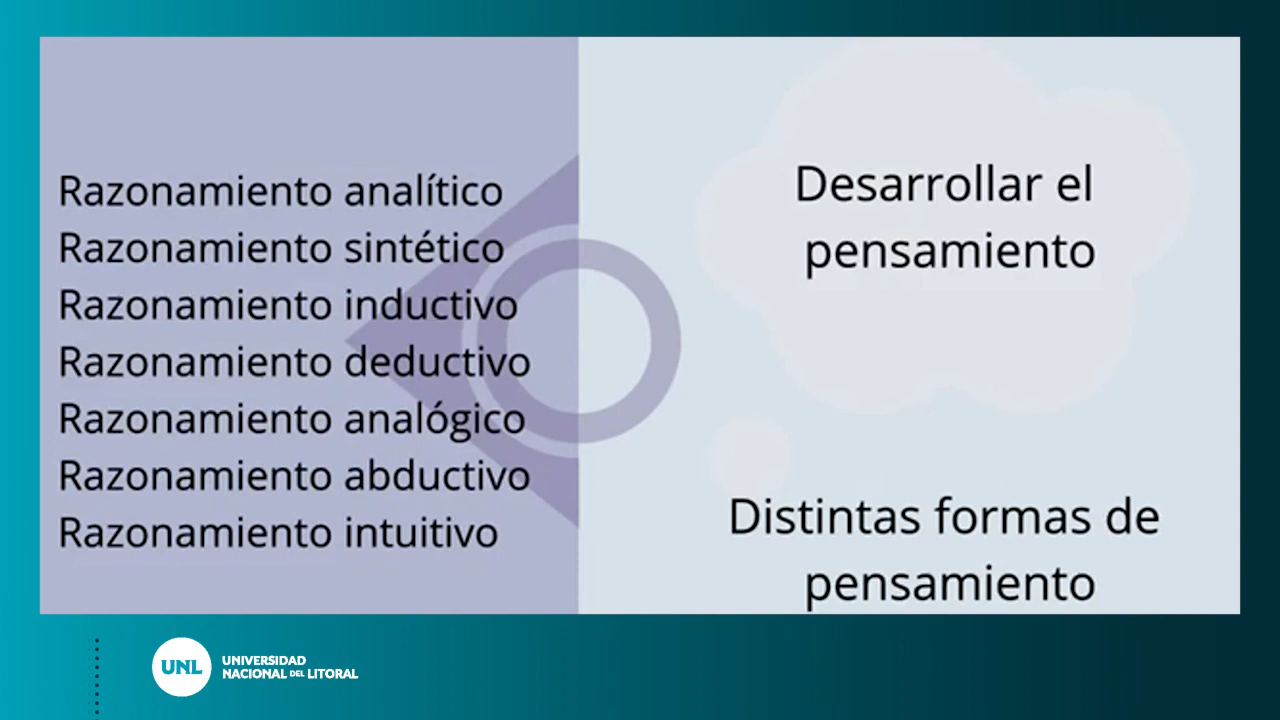 Razonamiento analítico
Razonamiento sintético
Razonamiento inductivo
Razonamiento deductivo
Razonamiento analógico
Razonamiento abductivo
Razonamiento intuitivo
Desarrollar el
pensamiento
Distintas formas de
pensamiento
UNL
UNIVERSIDAD
NACIONAL DEL LITORAL